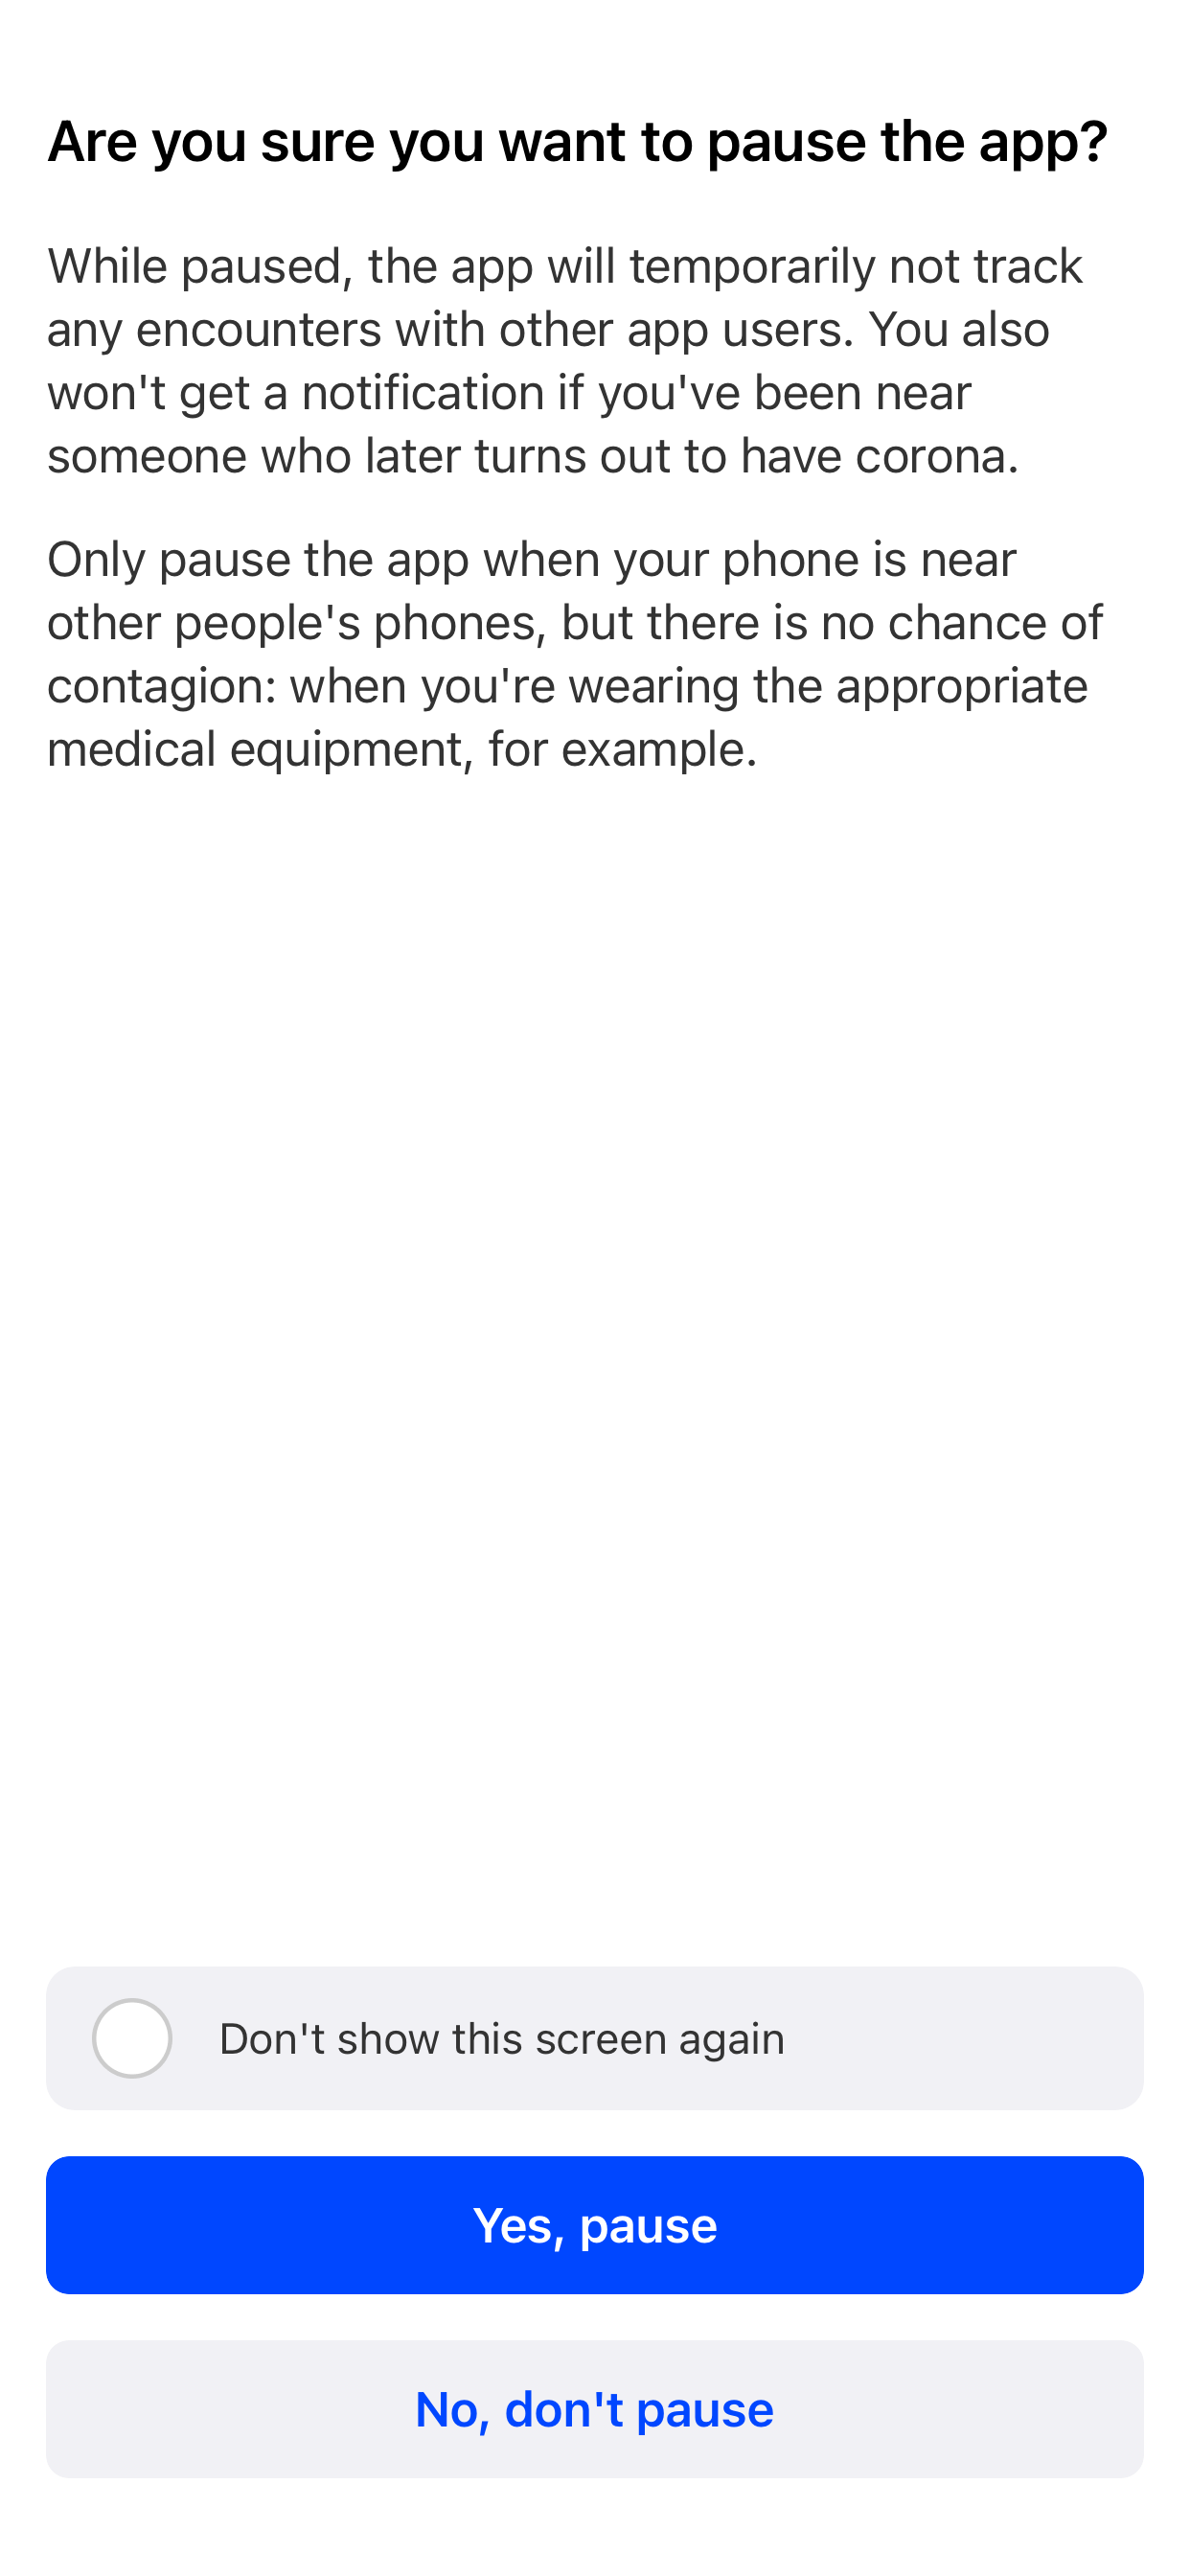 Are you sure you want to pause the app?
While paused, the app will temporarily not track
any encounters with other app users. You also
won't get a notification if you've been near
someone who later turns out to have corona.
Only pause the app when your phone is near
other people's phones, but there is no chance of
contagion: when you're wearing the appropriate
medical equipment, for example.
Don't show this screen again
Yes, pause
No, don't pause